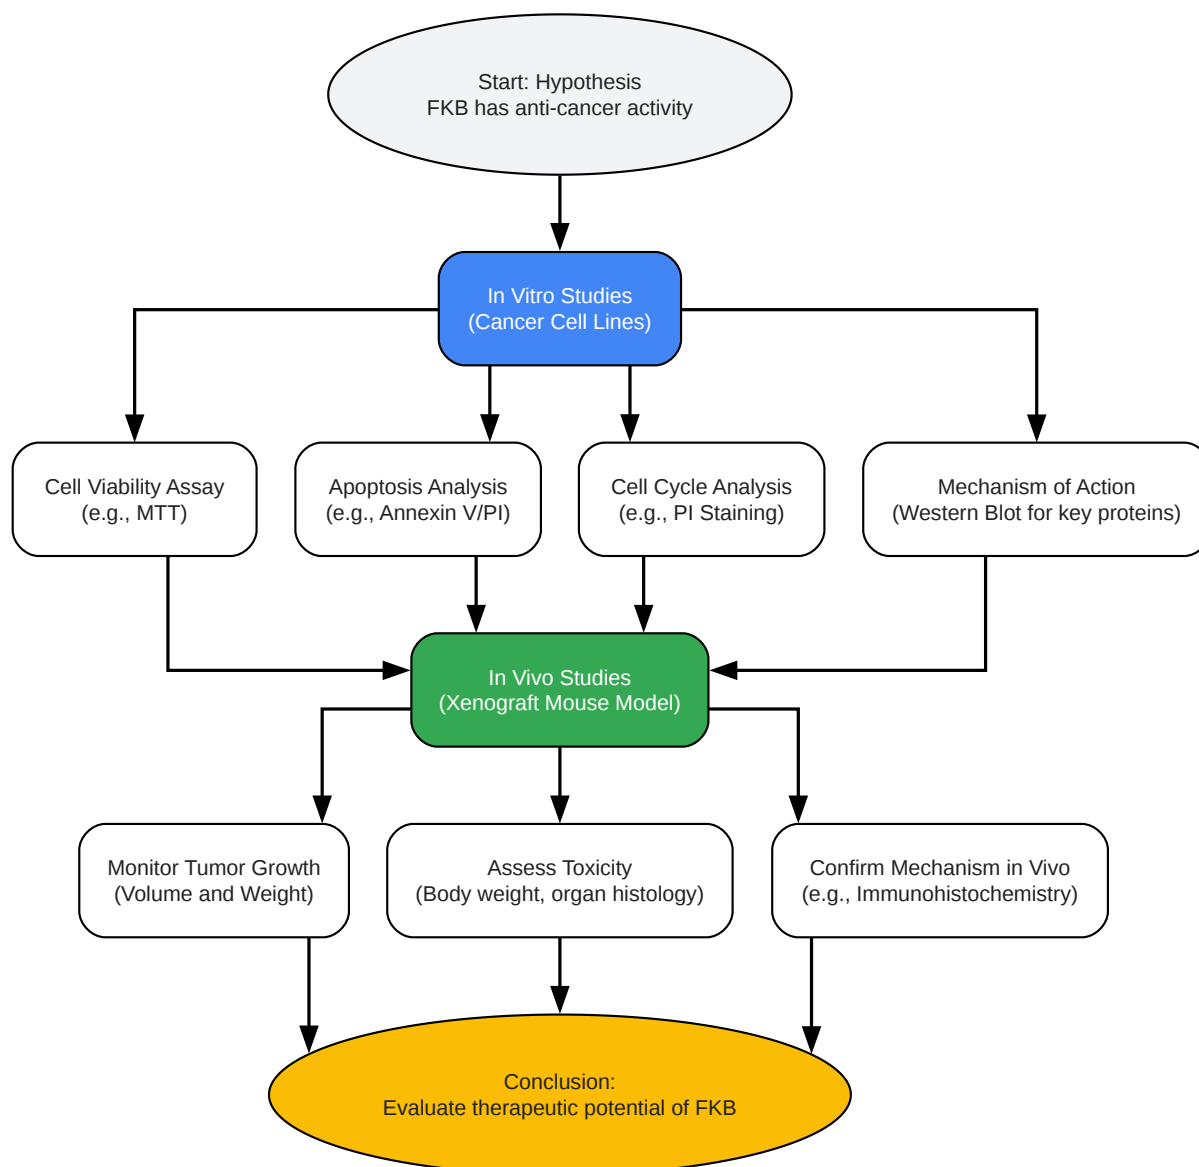 Start: Hypothesis
FKB has anti-cancer activity
In Vitro Studies
(Cancer Cell Lines)
Cell Viability Assay
(e.g., MTT)
Apoptosis Analysis
(e.g., Annexin V/PI)
Cell Cycle Analysis
(e.g., PI Staining)
Mechanism of Action
(Western Blot for key proteins)
In Vivo Studies
(Xenograft Mouse Model)
Monitor Tumor Growth
(Volume and Weight)
Assess Toxicity
(Body weight, organ histology)
Confirm Mechanism in Vivo
(e.g., Immunohistochemistry)
Conclusion:
Evaluate therapeutic potential of FKB